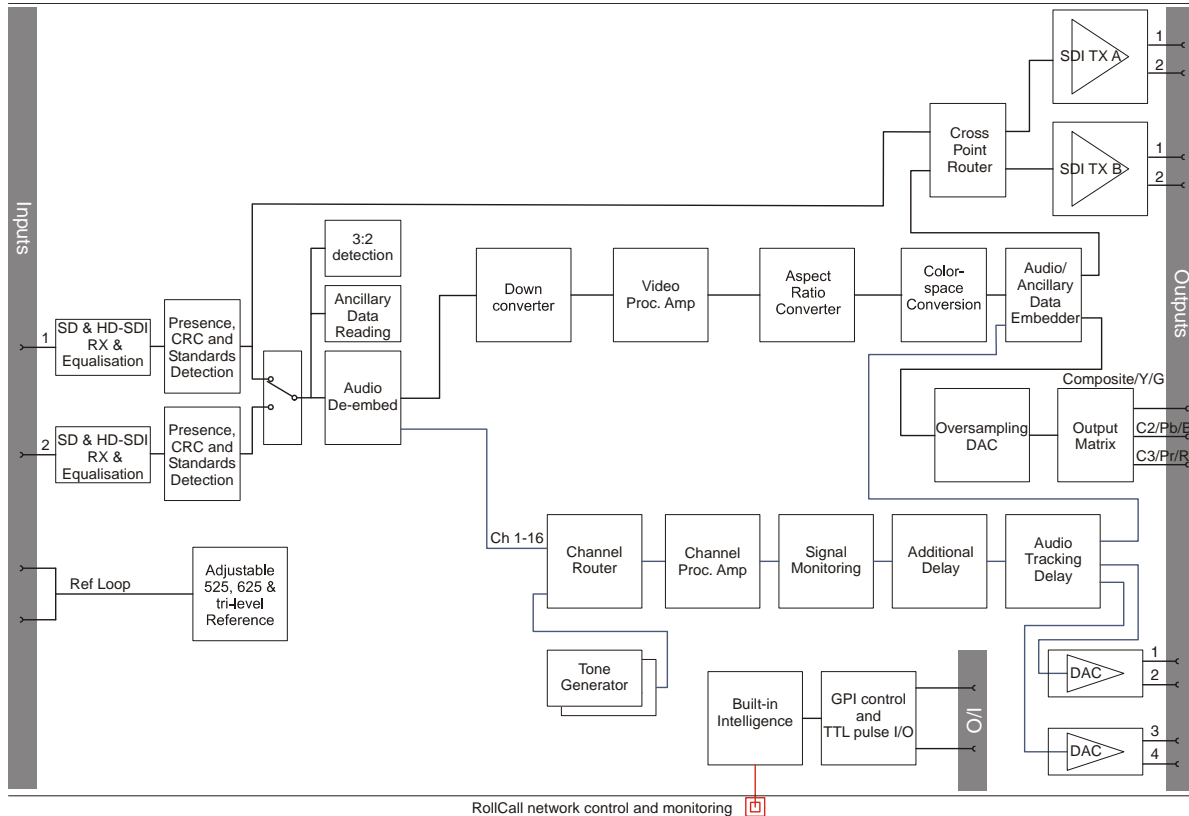 Inputs
1
SD & HD-SDI
RX &
Equalisation
Presence,
CRC and
Standards
Detection
2
SD & HD-SDI
RX &
Equalisation
Presence,
CRC and
Standards
Detection
Ref Loop
Adjustable
525, 625 &
tri-level
Reference
3:2
detection
Ancillary
Data
Reading
Audio
De-embed
Down
converter
Video
Proc. Amp
Aspect
Ratio
Converter
Color-
space
Conversion
Audio/
Ancillary
Data
Embedder
Cross
Point
Router
SDI TX A
1
2
SDI TX B
1
2
Outputs
Oversampling
DAC
Output
Matrix
Composite/Y/G
C2/Pb/B
C3/Pr/R
Ch 1-16
Channel
Router
Channel
Proc. Amp
Signal
Monitoring
Additional
Delay
Audio
Tracking
Delay
Tone
Generator
Built-in
Intelligence
GPI control
and
TTL pulse I/O
I/O
DAC
1
2
DAC
3
4
RollCall network control and monitoring